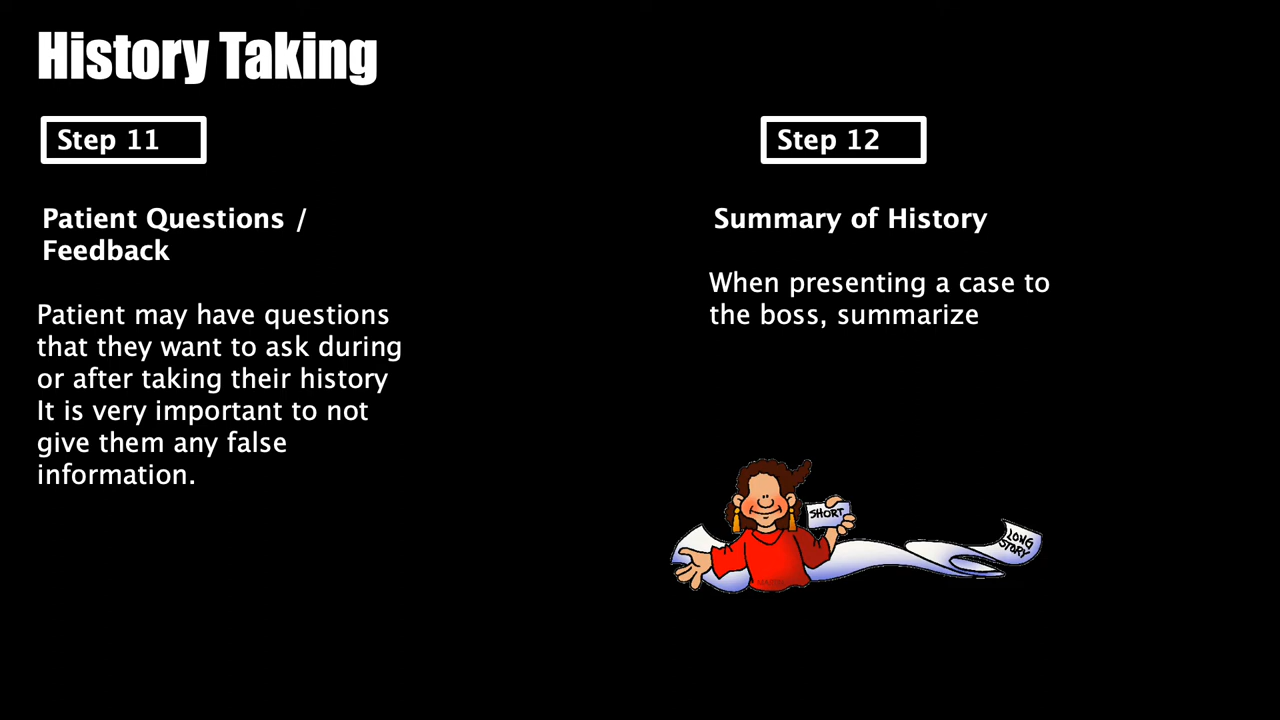 History Taking
Step 11
Patient Questions /
Feedback
Patient may have questions
that they want to ask during
or after taking their history
It is very important to not
give them any false
information.
Step 12
Summary of History
When presenting a case to
the boss, summarize
SHORT
LONG
STORY